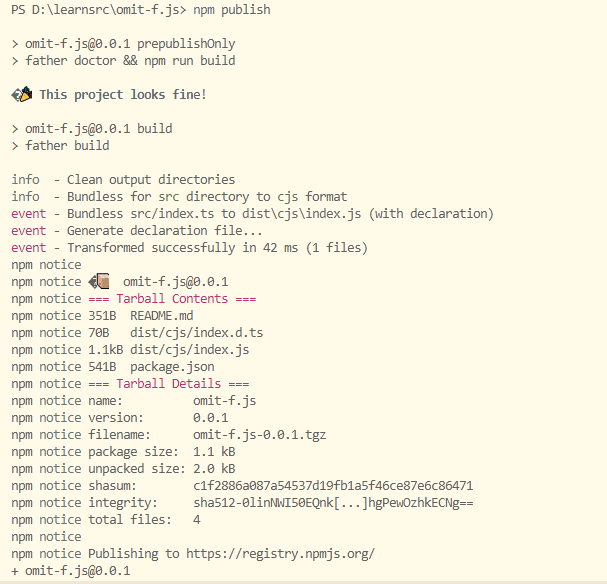 PS D:\learnsrc\omit-f.js> npm publish
> omit-f.js@0.0.1 prepublishOnly
> father doctor && npm run build
This project looks fine!
> omit-f.js@0.0.1 build
> father build
info  - Clean output directories
info  - Bundless for src directory to cjs format
event - Bundless src/index.ts to dist\cjs\index.js (with declaration)
event - Generate declaration file...
event - Transformed successfully in 42 ms (1 files)
npm notice
npm notice omit-f.js@0.0.1
npm notice === Tarball Contents ===
npm notice 351B  README.md
npm notice 70B   dist/cjs/index.d.ts
npm notice 1.1kB dist/cjs/index.js
npm notice 541B  package.json
npm notice === Tarball Details ===
npm notice name:          omit-f.js
npm notice version:       0.0.1
npm notice filename:      omit-f.js-0.0.1.tgz
npm notice package size:  1.1 kB
npm notice unpacked size: 2.0 kB
npm notice shasum:        c1f2886a087a54537d19fb1a5f46ce87e6c86471
npm notice integrity:     sha512-0linNWI50EQnk[...]hgPewOzhkECNg==
npm notice total files:   4
npm notice
npm notice Publishing to https://registry.npmjs.org/
+ omit-f.js@0.0.1